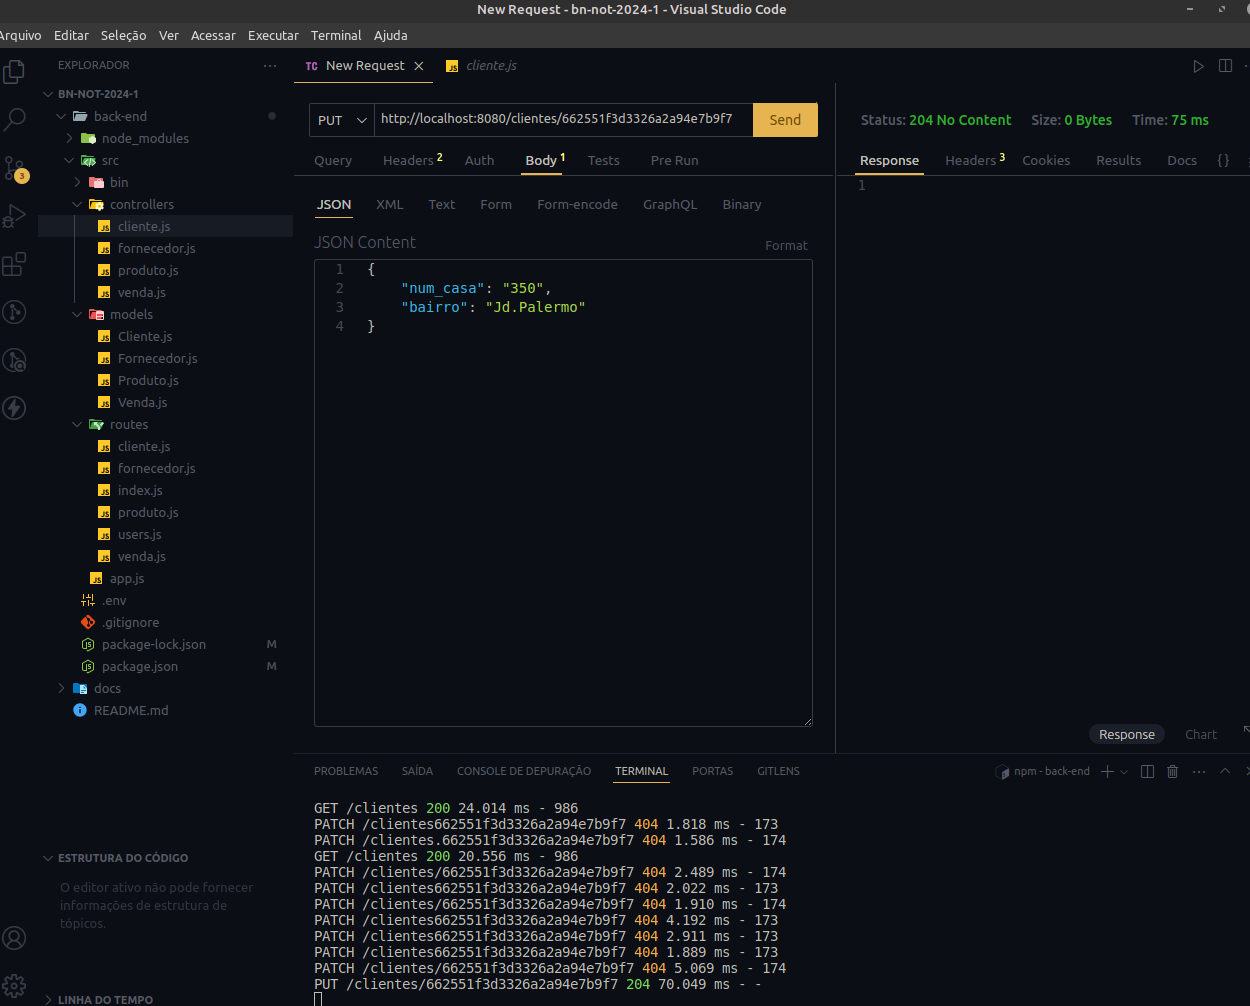 New Request - bn-not-2024-1 - Visual Studio Code
Arquivo Editar Seleção Ver Acessar Executar Terminal Ajuda
EXPLORADOR
BN-NOT-2024-1
back-end
node_modules
src
bin
controllers
cliente.js
fornecedor.js
produto.js
venda.js
models
Cliente.js
Fornecedor.js
Produto.js
Venda.js
routes
cliente.js
fornecedor.js
index.js
produto.js
users.js
venda.js
app.js
.env
.gitignore
package-lock.json M
package.json M
docs
README.md
3
ESTRUTURA DO CÓDIGO
O editor ativo não pode fornecer
informações de estrutura de
tópicos.
LINHA DO TEMPO
TC New Request
JS cliente.js
PUT http://localhost:8080/clientes/662551f3d3326a2a94e7b9f7 Send
Query Headers 2 Auth Body 1 Tests Pre Run
JSON XML Text Form Form-encode GraphQL Binary
JSON Content Format
1 {
2 "num_casa": "350",
3 "bairro": "Jd.Palermo"
4 }
Status: 204 No Content Size: 0 Bytes Time: 75 ms
Response Headers 3 Cookies Results Docs {}
1
Response Chart
PROBLEMAS SAÍDA CONSOLE DE DEPURAÇÃO TERMINAL PORTAS GITLENS
npm - back-end
GET /clientes 200 24.014 ms - 986
PATCH /clientes662551f3d3326a2a94e7b9f7 404 1.818 ms - 173
PATCH /clientes.662551f3d3326a2a94e7b9f7 404 1.586 ms - 174
GET /clientes 200 20.556 ms - 986
PATCH /clientes/662551f3d3326a2a94e7b9f7 404 2.489 ms - 174
PATCH /clientes662551f3d3326a2a94e7b9f7 404 2.022 ms - 173
PATCH /clientes/662551f3d3326a2a94e7b9f7 404 1.910 ms - 174
PATCH /clientes662551f3d3326a2a94e7b9f7 404 4.192 ms - 173
PATCH /clientes662551f3d3326a2a94e7b9f7 404 2.911 ms - 173
PATCH /clientes662551f3d3326a2a94e7b9f7 404 1.889 ms - 173
PATCH /clientes/662551f3d3326a2a94e7b9f7 404 5.069 ms - 174
PUT /clientes/662551f3d3326a2a94e7b9f7 204 70.049 ms - -